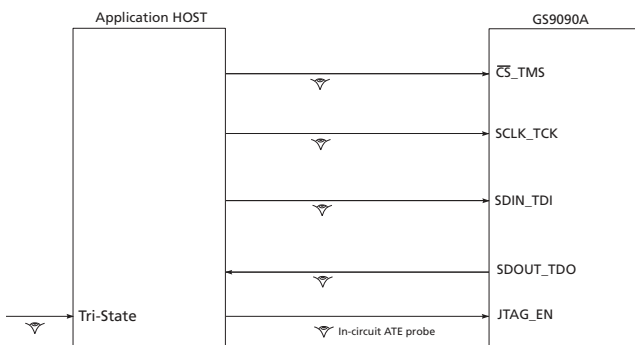 Application HOST
GS9090A
CS_TMS
SCLK_TCK
SDIN_TDI
SDOUT_TDO
Tri-State
JTAG_EN
In-circuit ATE probe